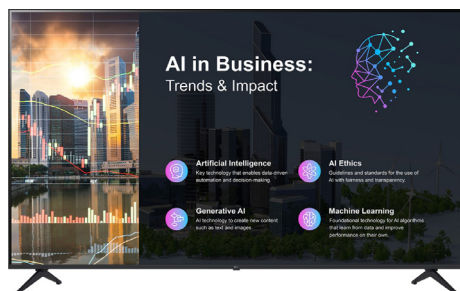 AI in Business:
Trends & Impact
Artificial Intelligence
Key technology that enables data-driven
automation and decision-making.
AI Ethics
Guidelines and standards for the use of
AI with fairness and transparency.
Generative AI
AI technology to create new content
such as text and images.
Machine Learning
Foundational technology for AI algorithms
that learn from data and improve
performance on their own.